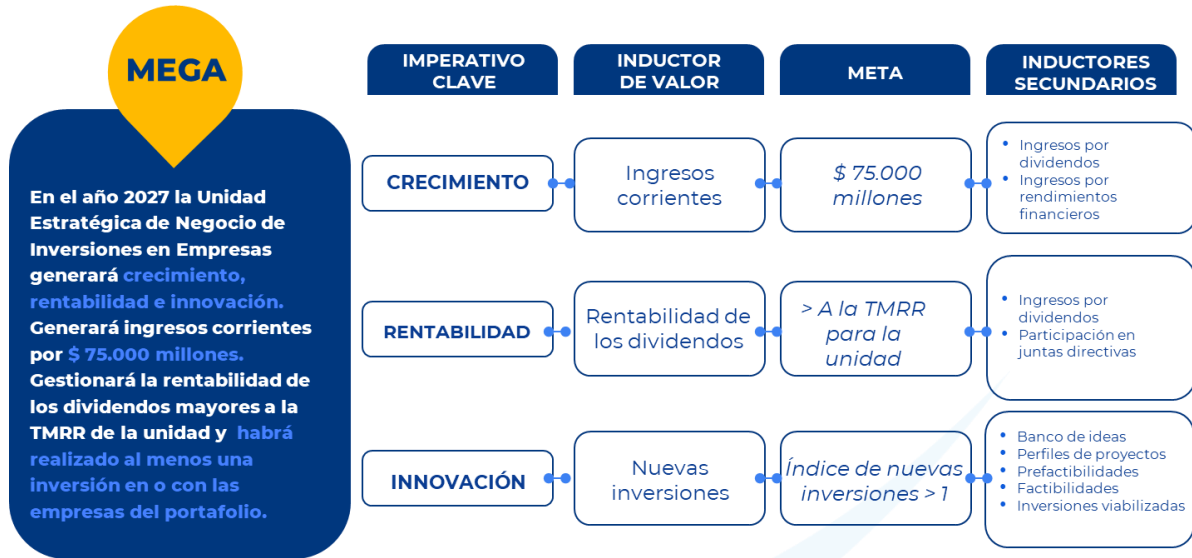 MEGA
En el año 2027 la Unidad
Estratégica de Negocio de
Inversiones en Empresas
generará crecimiento,
rentabilidad e innovación.
Generará ingresos corrientes
por $ 75.000 millones.
Gestionará la rentabilidad de
los dividendos mayores a la
TMRR de la unidad y habrá
realizado al menos una
inversión en o con las
empresas del portafolio.
IMPERATIVO
CLAVE
INDUCTOR
DE VALOR
META
INDUCTORES
SECUNDARIOS
CRECIMIENTO
Ingresos
corrientes
$ 75.000
millones
• Ingresos por
dividendos
• Ingresos por
rendimientos
financieros
RENTABILIDAD
Rentabilidad de
los dividendos
> A la TMRR
para la
unidad
• Ingresos por
dividendos
• Participación en
juntas directivas
INNOVACIÓN
Nuevas
inversiones
Índice de nuevas
inversiones > 1
• Banco de ideas
• Perfiles de proyectos
• Prefactibilidades
• Factibilidades
• Inversiones viabilizadas